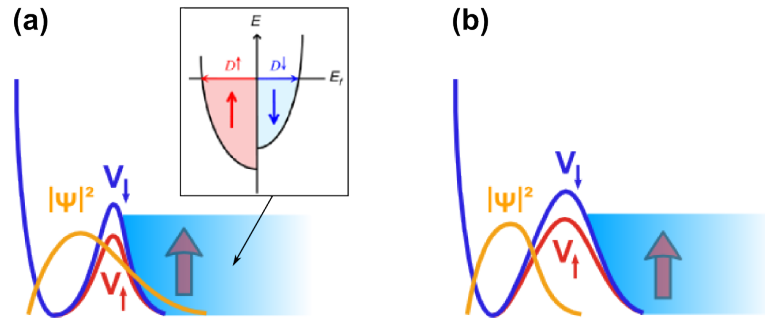 (a)
E
D↑ D↓ E_f
V↓
|Ψ|²
V↑
(b)
V↓
|Ψ|²
V↑